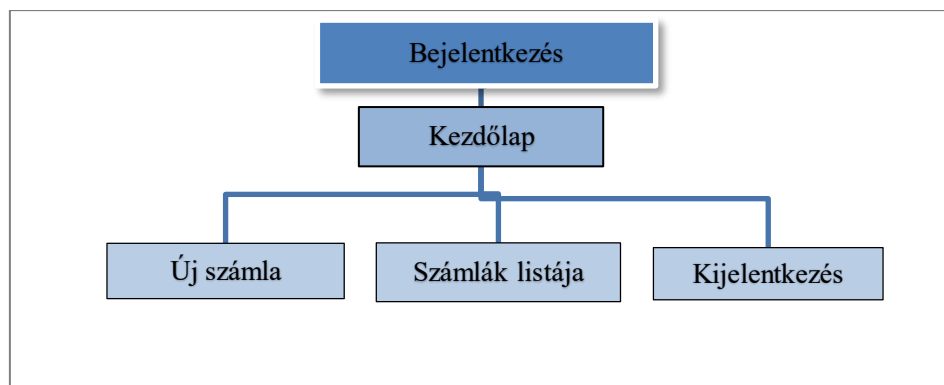 Bejelentkezés
Kezdőlap
Új számla
Számlák listája
Kijelentkezés